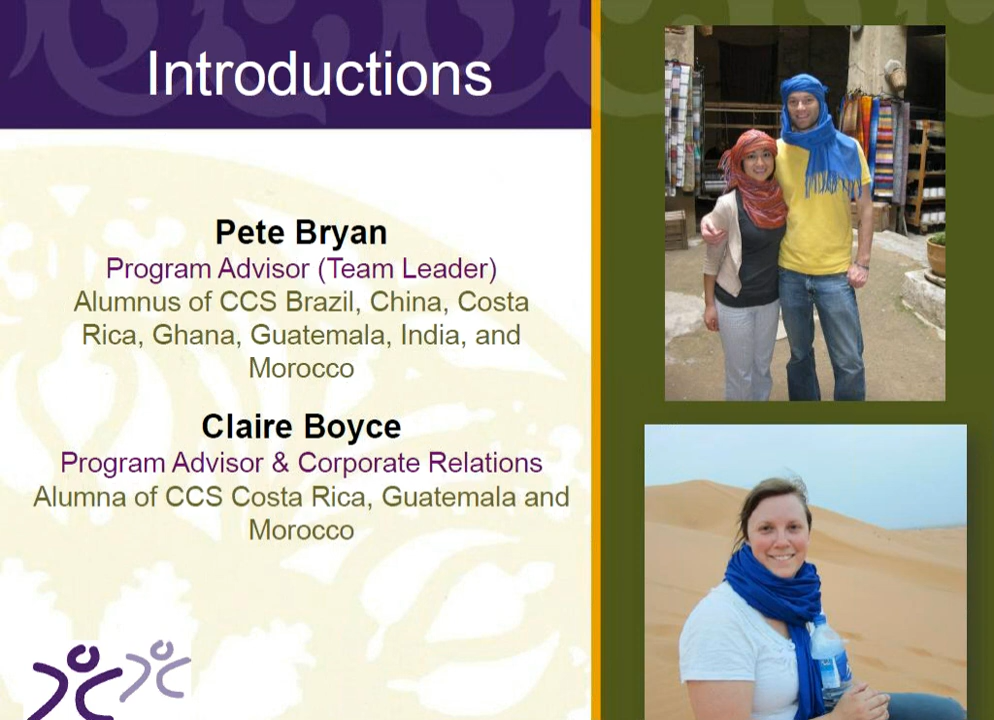 Introductions
Pete Bryan
Program Advisor (Team Leader)
Alumnus of CCS Brazil, China, Costa
Rica, Ghana, Guatemala, India, and
Morocco
Claire Boyce
Program Advisor & Corporate Relations
Alumna of CCS Costa Rica, Guatemala and
Morocco